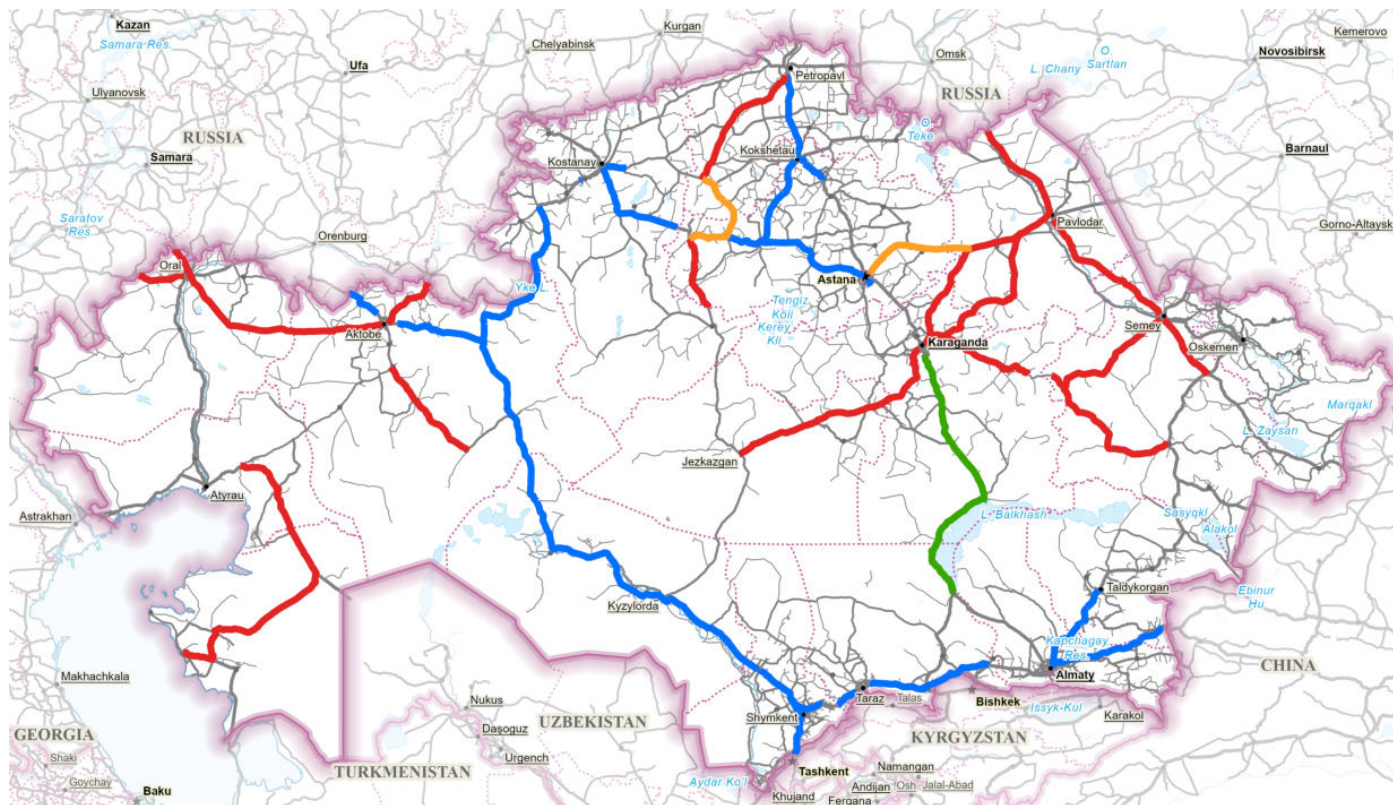 Kazan
Samara Res.
Kurgan
Chelyabinsk
Ufa
Omsk
Novosibirsk
Kemerovo
O.
Sartlan
L. Chany
Petropavl
RUSSIA
Ulyanovsk
RUSSIA
O.
Teke
Samara
Kostanay
Kokshetau
Barnaul
Saratov
Res.
Orenburg
Pavlodar
Gorno-Altaysk
Oral
Yke L.
Astana
Tengiz
Koli
Kerey
Kli
Aktobe
Karaganda
Semey
Oskemen
Marqakl
L. Zaysan
Jezkazgan
Atyrau
Astrakhan
L. Balkhash
Sasyqkl
Alakol
Taldykorgan
Ebinur
Hu
Kyzylorda
Kapchagay
Res.
Almaty
CHINA
Makhachkala
Nukus
Taraz
Talas
Bishkek
Issyk-Kul
Karakol
UZBEKISTAN
Shymkent
KYRGYZSTAN
GEORGIA
Daşoguz
Urgench
Shaki
Goychay
Baku
TURKMENISTAN
Aydar Ko'l
Tashkent
Namangan
Andijan
Osh
Jalal-Abad
Khujand
Fergana